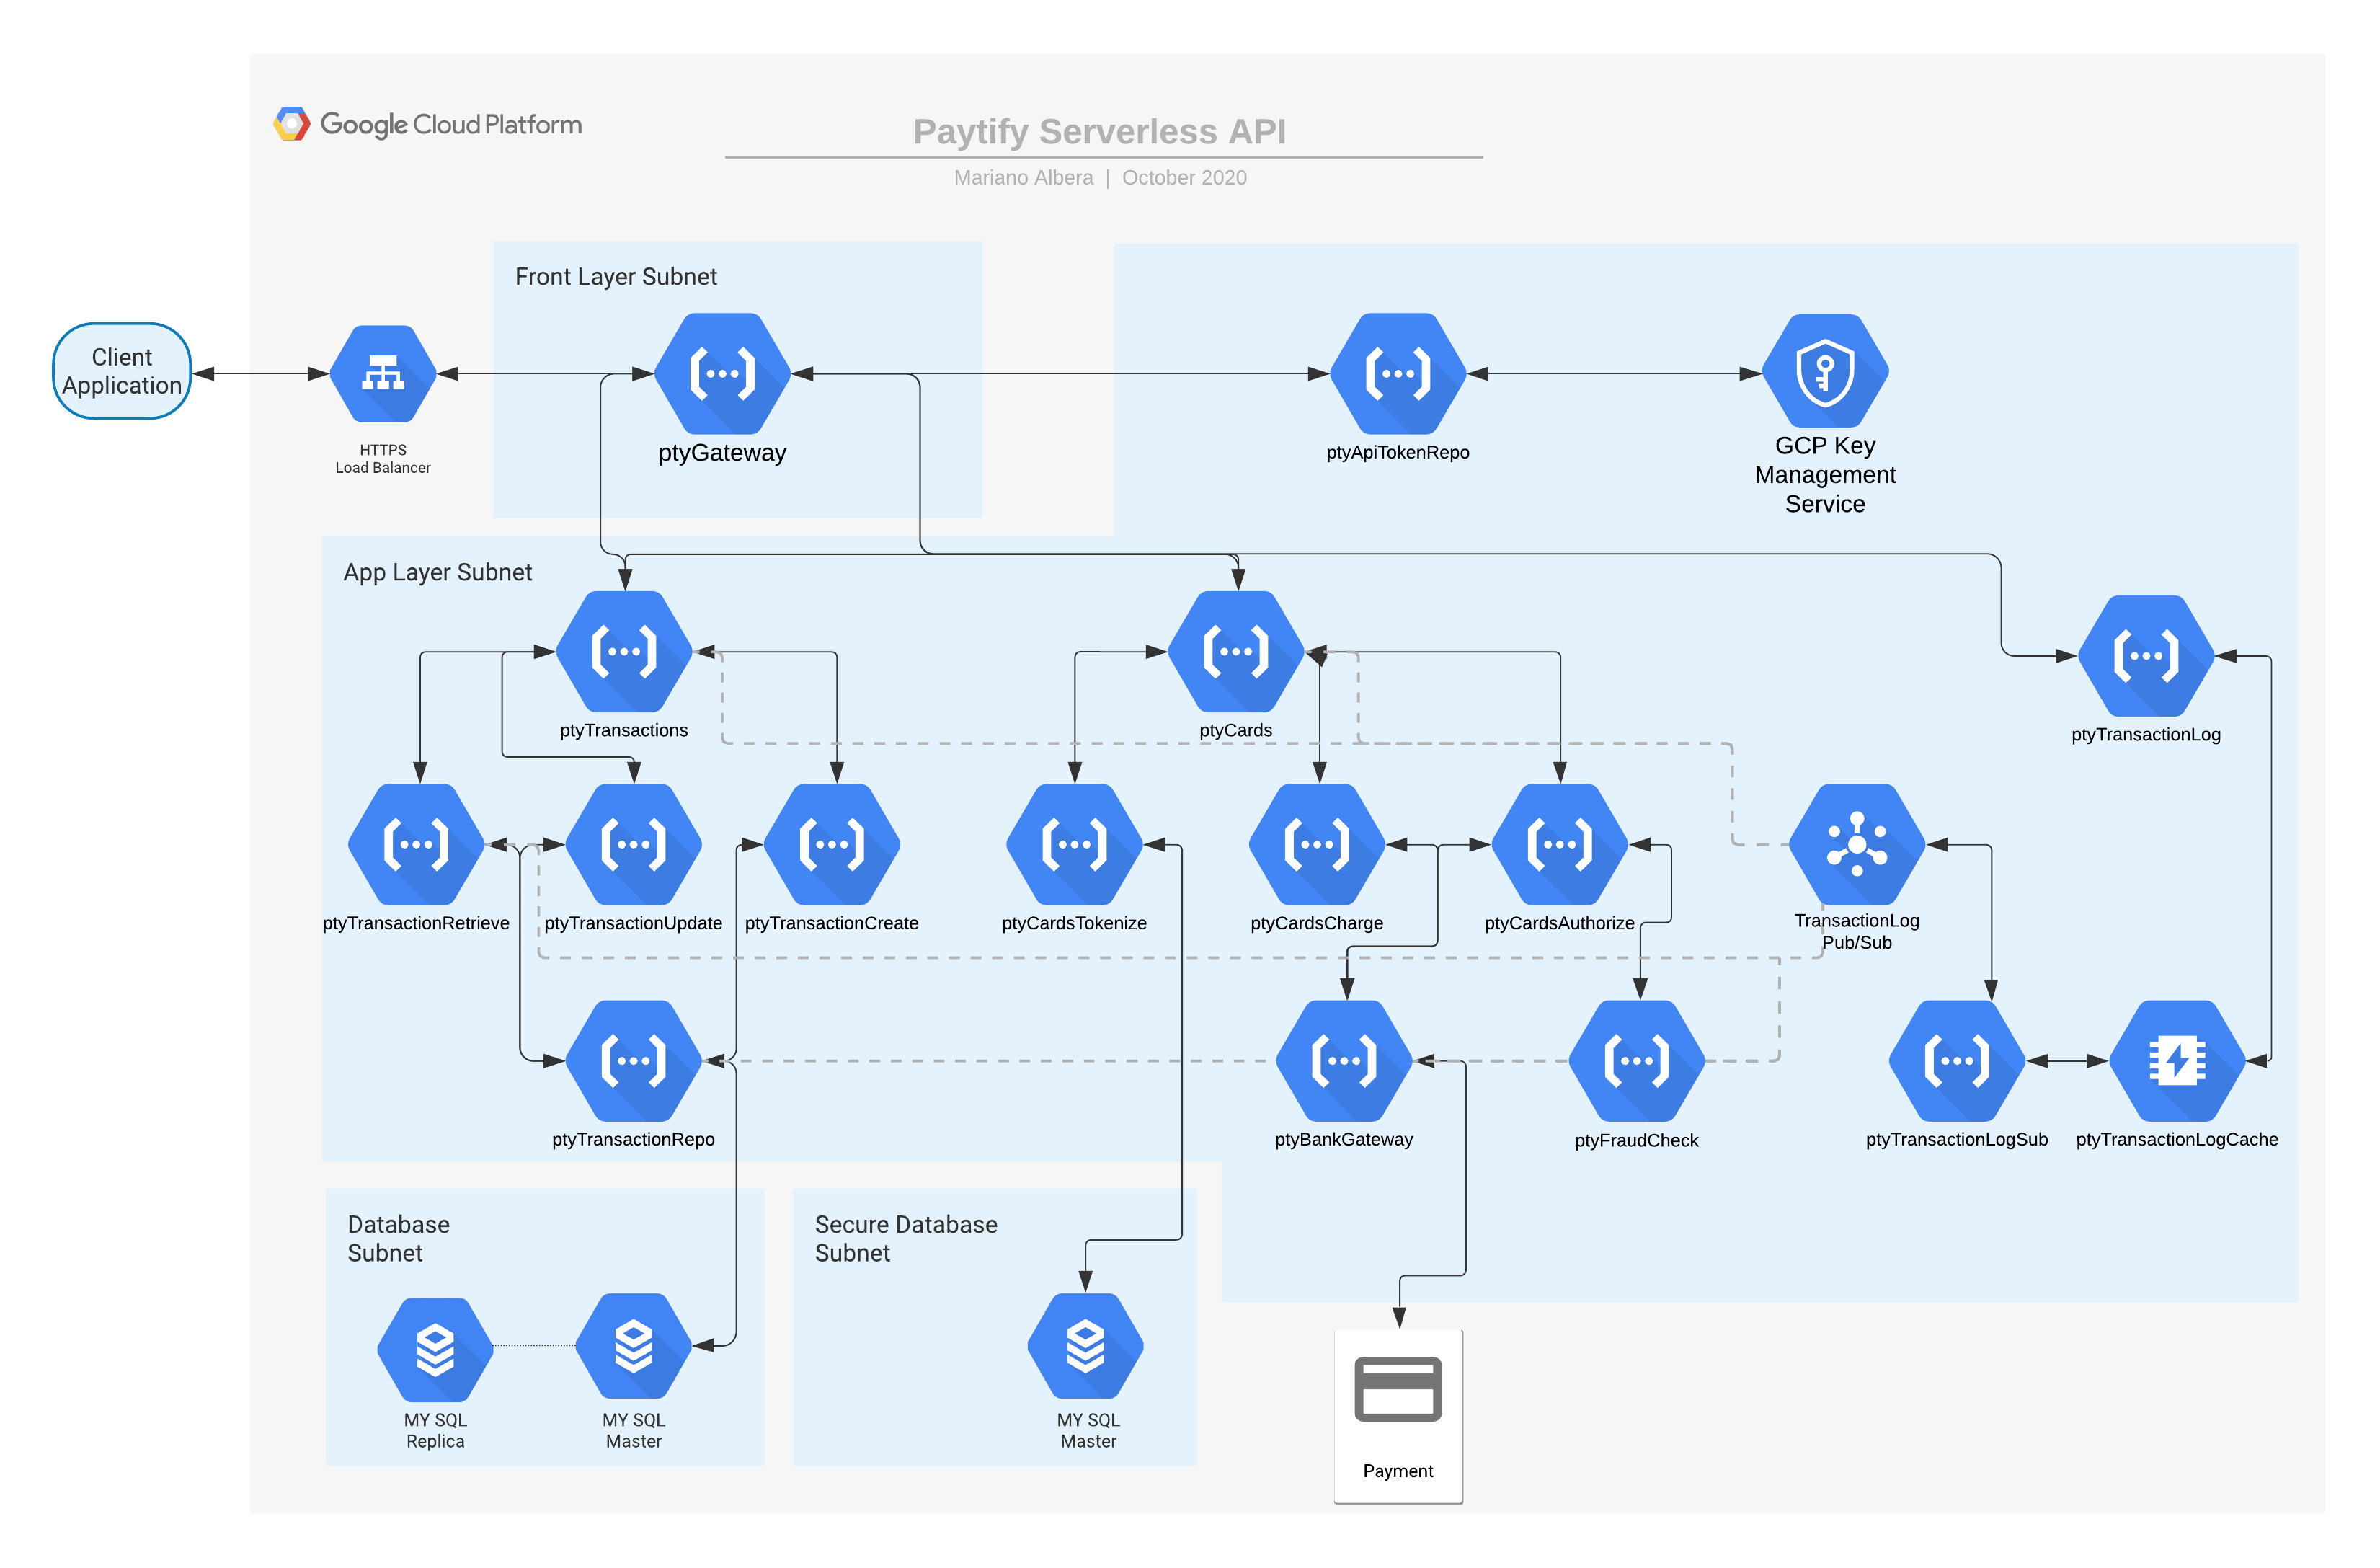 Google Cloud Platform
Paytify Serverless API
Mariano Albera | October 2020
Front Layer Subnet
Client
Application
HTTPS
Load Balancer
ptyGateway
ptyApiTokenRepo
GCP Key
Management
Service
App Layer Subnet
ptyTransactions
ptyCards
ptyTransactionLog
ptyTransactionRetrieve
ptyTransactionUpdate
ptyTransactionCreate
ptyCardsTokenize
ptyCardsCharge
ptyCardsAuthorize
TransactionLog
Pub/Sub
ptyTransactionRepo
ptyBankGateway
ptyFraudCheck
ptyTransactionLogSub
ptyTransactionLogCache
Database
Subnet
MY SQL
Replica
MY SQL
Master
Secure Database
Subnet
MY SQL
Master
Payment